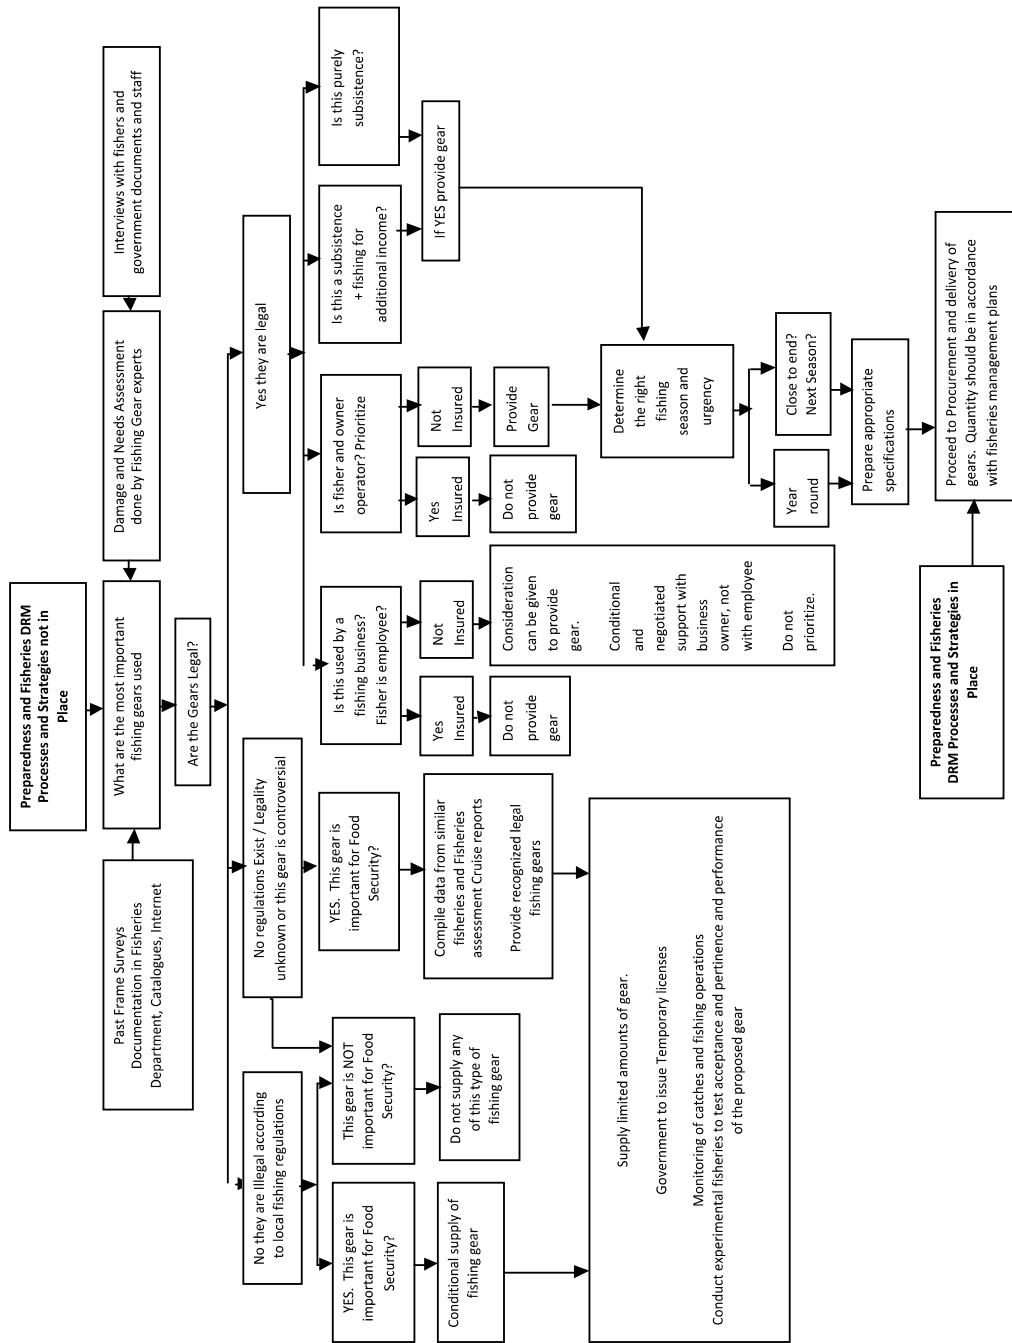 Preparedness and Fisheries DRM
Processes and Strategies not in
Place
Past Frame Surveys
Documentation in Fisheries
Department, Catalogues, Internet
What are the most important
fishing gears used
Damage and Needs Assessment
done by Fishing Gear experts
Interviews with fishers and
government documents and staff
Are the Gears Legal?
No they are Illegal according
to local fishing regulations
No regulations Exist / Legality
unknown or this gear is controversial
Yes they are legal
YES. This gear is
important for Food
Security?
This gear is NOT
important for Food
Security?
YES. This gear is
important for Food
Security?
Is this used by a
fishing business?
Fisher is employee?
Is fisher and owner
operator? Prioritize
Is this a subsistence
+ fishing for
additional income?
Is this purely
subsistence?
Conditional supply of
fishing gear
Do not supply any
of this type of
fishing gear
Compile data from similar
fisheries and Fisheries
assessment Cruise reports
Provide recognized legal
fishing gears
Yes
Insured
Not
Insured
Yes
Insured
Not
Insured
If YES provide gear
Do not
provide
gear
Consideration
can be given
to provide
gear.
Conditional
and
negotiated
support with
business
owner, not
with employee
Do not
prioritize.
Do not
provide
gear
Provide
Gear
Supply limited amounts of gear.
Government to issue Temporary licenses
Monitoring of catches and fishing operations
Conduct experimental fisheries to test acceptance and pertinence and performance
of the proposed gear
Determine
the right
fishing
season and
urgency
Year
round
Close to end?
Next Season?
Prepare appropriate
specifications
Preparedness and Fisheries
DRM Processes and Strategies in
Place
Proceed to Procurement and delivery of
gears. Quantity should be in accordance
with fisheries management plans